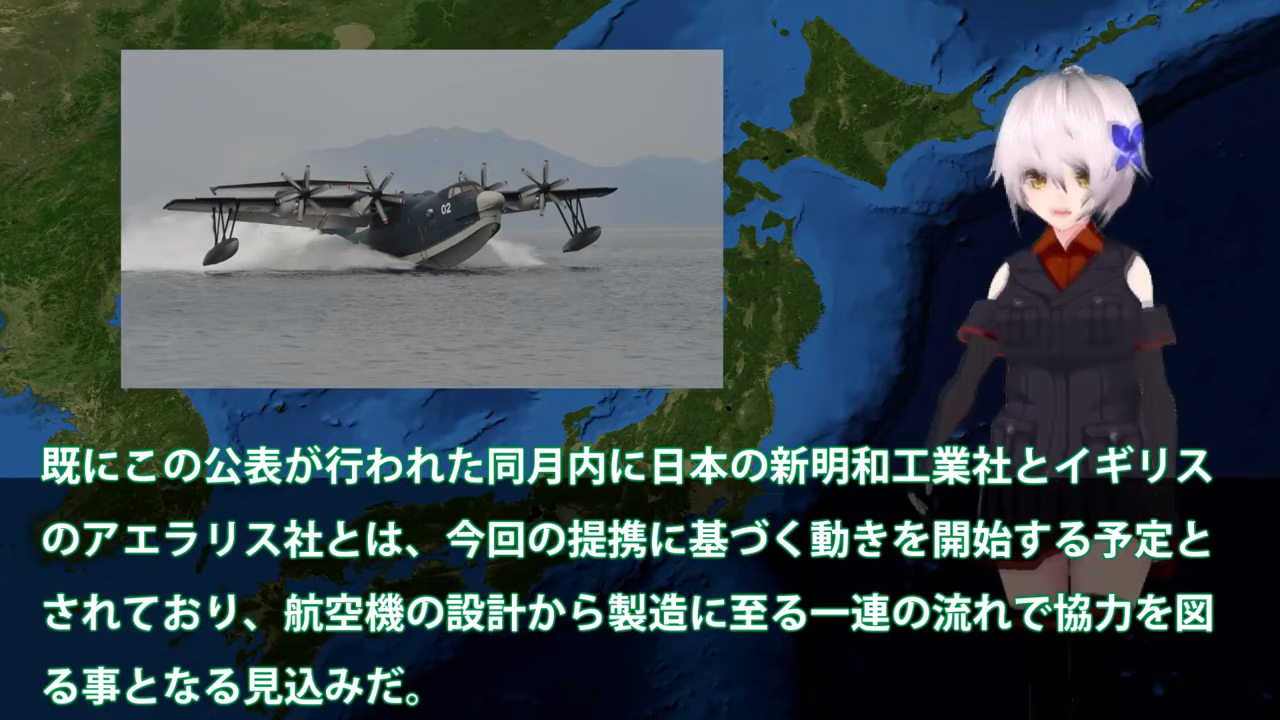 02
既にこの公表が行われた同月内に日本の新明和工業社とイギリス
のアエラリス社とは、今回の提携に基づく動きを開始する予定と
されており、航空機の設計から製造に至る一連の流れで協力を図
る事となる見込みだ。